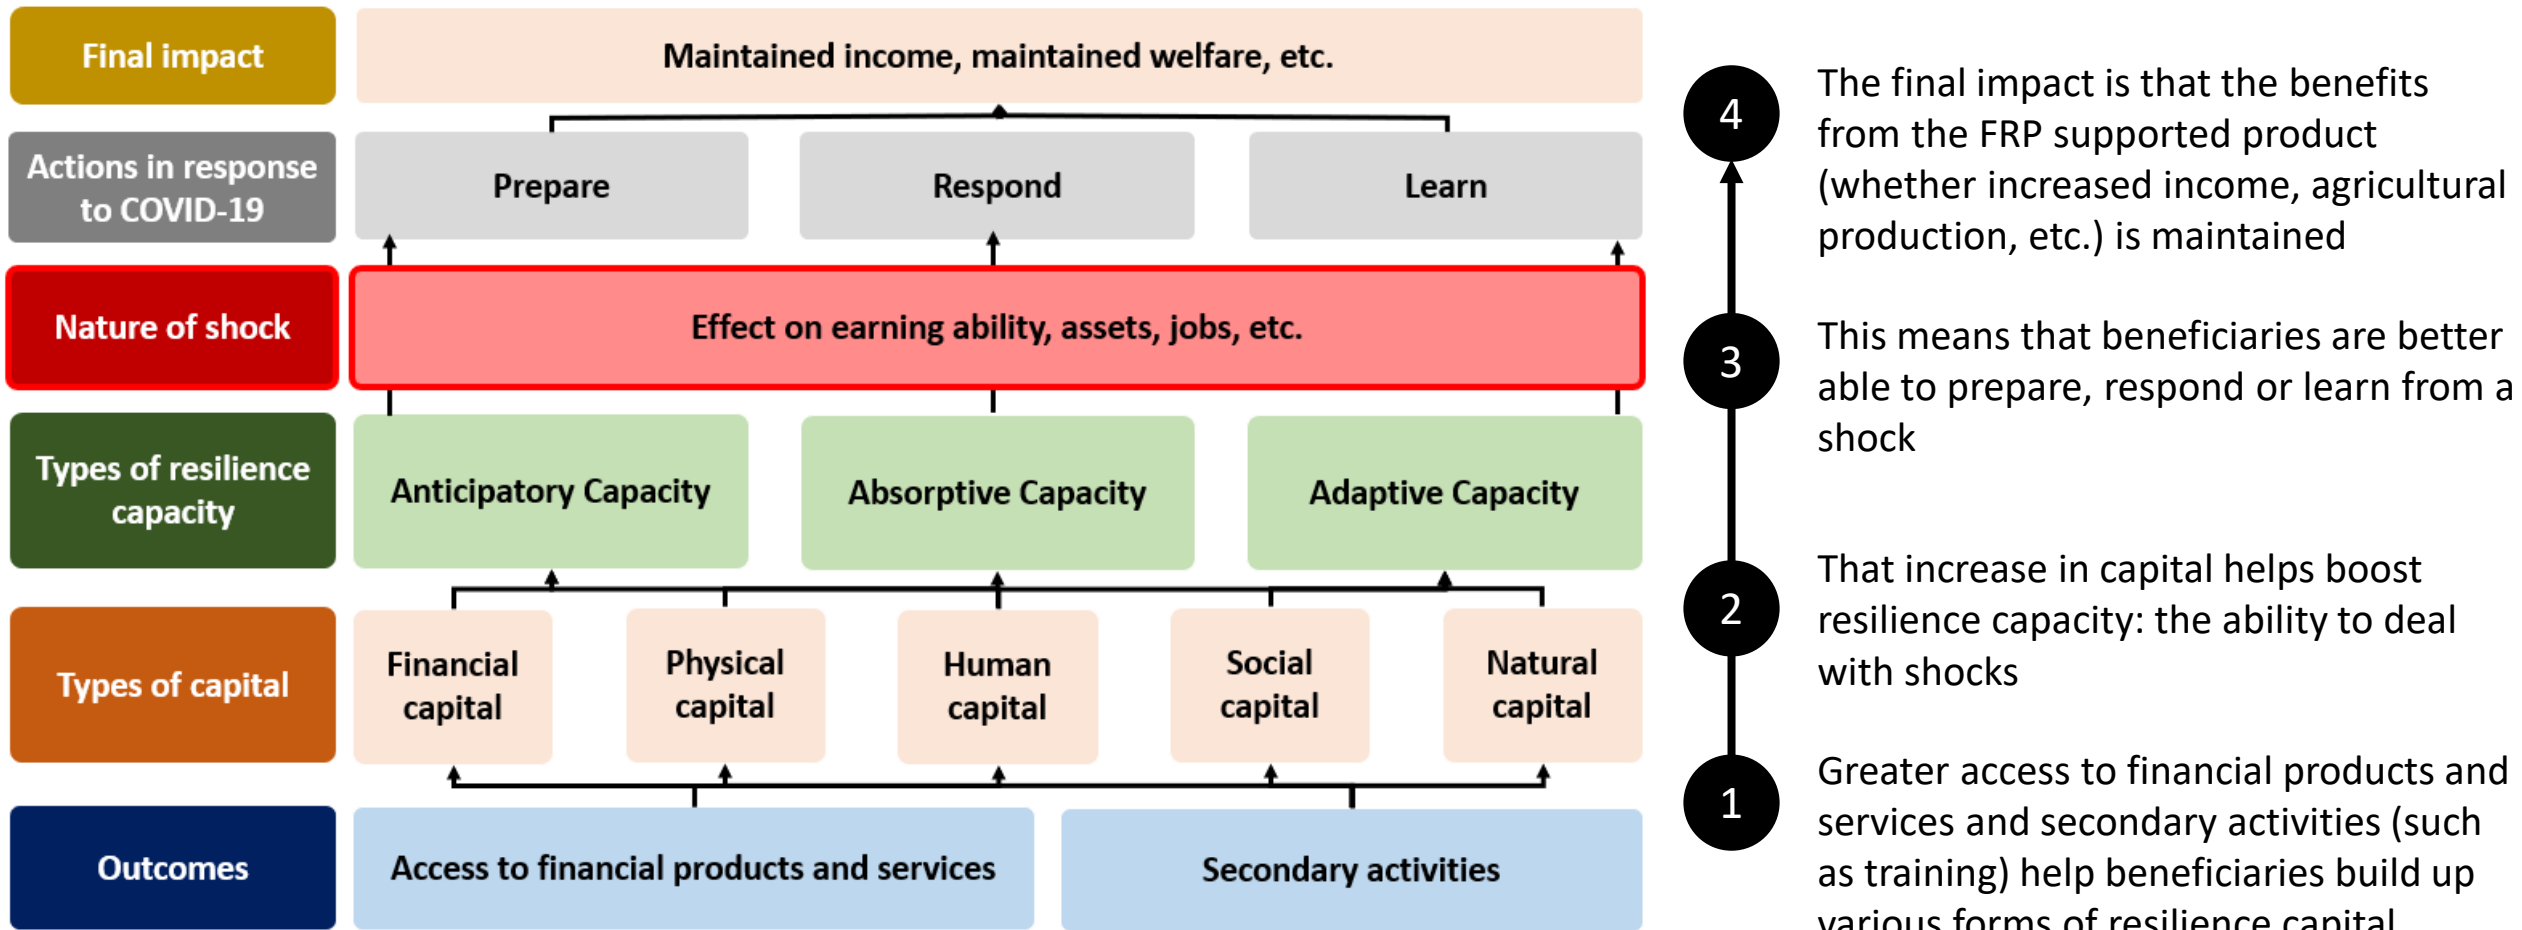 Final impact
Maintained income, maintained welfare, etc.
Actions in response
to COVID-19
Prepare
Respond
Learn
Nature of shock
Effect on earning ability, assets, jobs, etc.
Types of resilience
capacity
Anticipatory Capacity
Absorptive Capacity
Adaptive Capacity
Types of capital
Financial
capital
Physical
capital
Human
capital
Social
capital
Natural
capital
Outcomes
Access to financial products and services
Secondary activities
4
The final impact is that the benefits
from the FRP supported product
(whether increased income, agricultural
production, etc.) is maintained
3
This means that beneficiaries are better
able to prepare, respond or learn from a
shock
2
That increase in capital helps boost
resilience capacity: the ability to deal
with shocks
1
Greater access to financial products and
services and secondary activities (such
as training) help beneficiaries build up
various forms of resilience capital